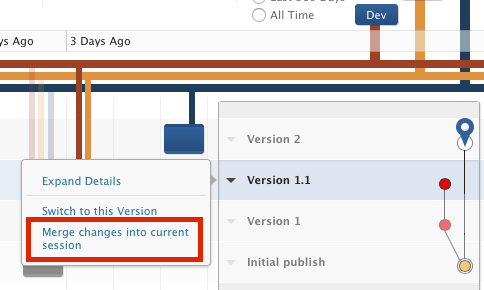 All Time
Dev
Ago
3 Days Ago
Version 2
Expand Details
Version 1.1
Switch to this Version
Merge changes into current
session
Version 1
Initial publish